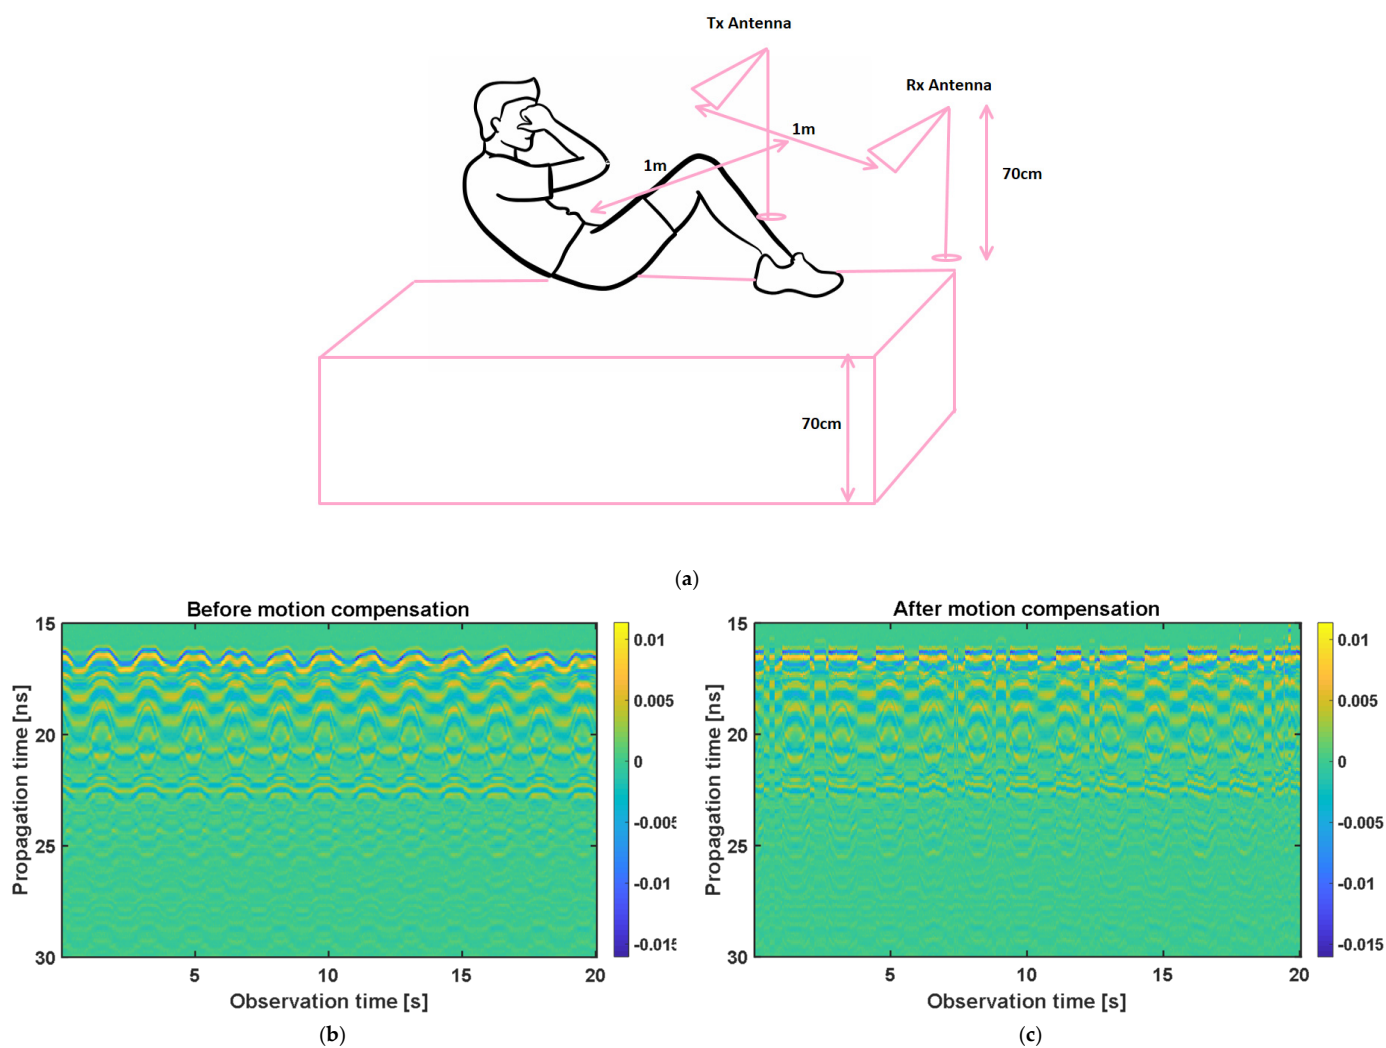 Tx Antenna
Rx Antenna
1m
1m
70cm
70cm
(a)
Before motion compensation
15
20
25
30
5
10
15
20
Propagation time [ns]
Observation time [s]
0.01
0.005
0
-0.005
-0.01
-0.015
(b)
After motion compensation
15
20
25
30
5
10
15
20
Propagation time [ns]
Observation time [s]
0.01
0.005
0
-0.005
-0.01
-0.015
(c)